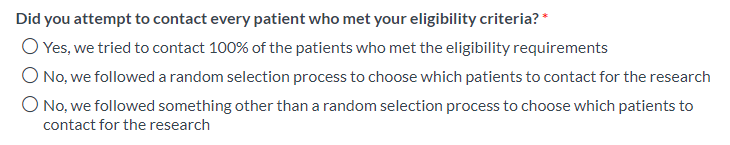 Did you attempt to contact every patient who met your eligibility criteria? *
Yes, we tried to contact 100% of the patients who met the eligibility requirements
No, we followed a random selection process to choose which patients to contact for the research
No, we followed something other than a random selection process to choose which patients to
contact for the research